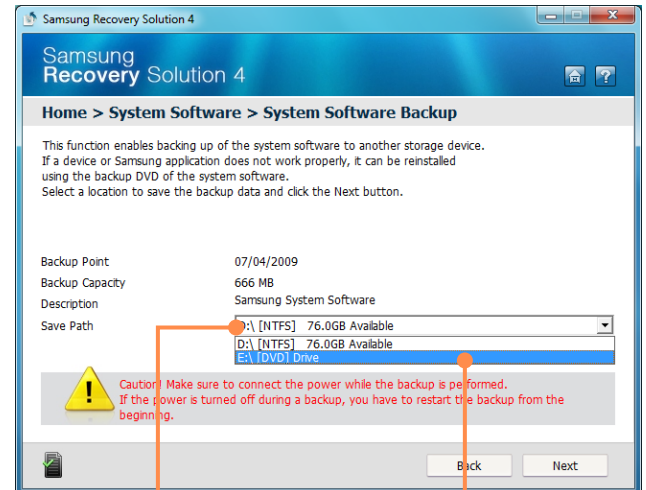 Samsung Recovery Solution 4
Samsung
Recovery Solution 4
Home > System Software > System Software Backup
This function enables backing up of the system software to another storage device.
If a device or Samsung application does not work properly, it can be reinstalled
using the backup DVD of the system software.
Select a location to save the backup data and click the Next button.
Backup Point 07/04/2009
Backup Capacity 666 MB
Description Samsung System Software
Save Path D:\ [NTFS] 76.0GB Available
D:\ [NTFS] 76.0GB Available
E:\ [DVD] Drive
Caution! Make sure to connect the power while the backup is performed.
If the power is turned off during a backup, you have to restart the backup from the
beginning.
Back Next